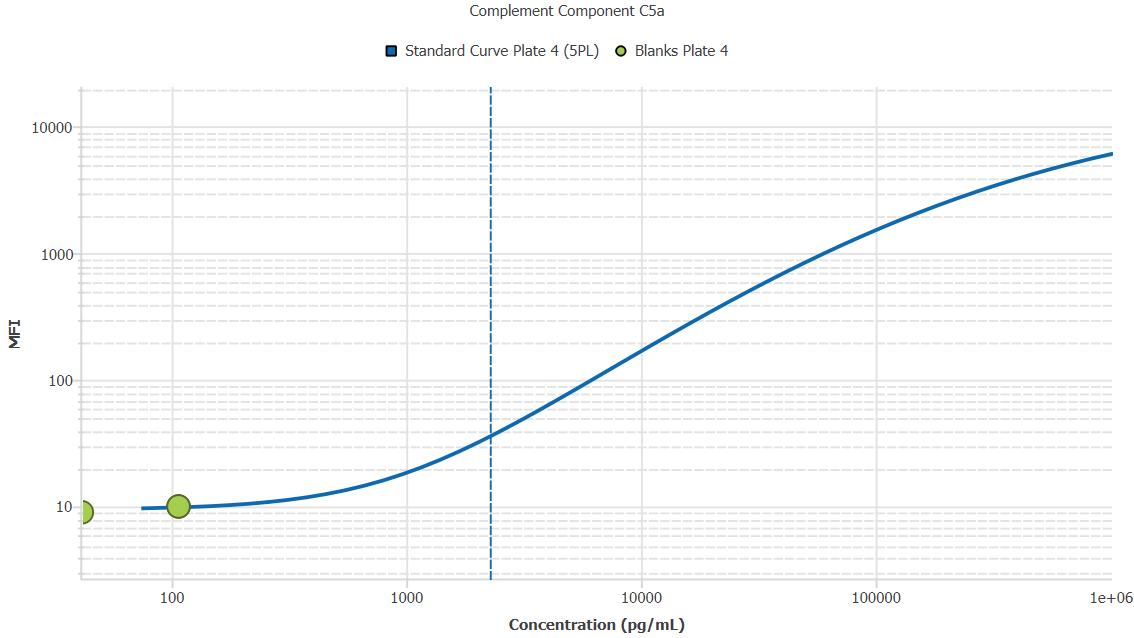 Complement Component C5a
Standard Curve Plate 4 (5PL) Blanks Plate 4
10000
1000
100
10
MFI
100 1000 10000 100000 1e+06
Concentration (pg/mL)